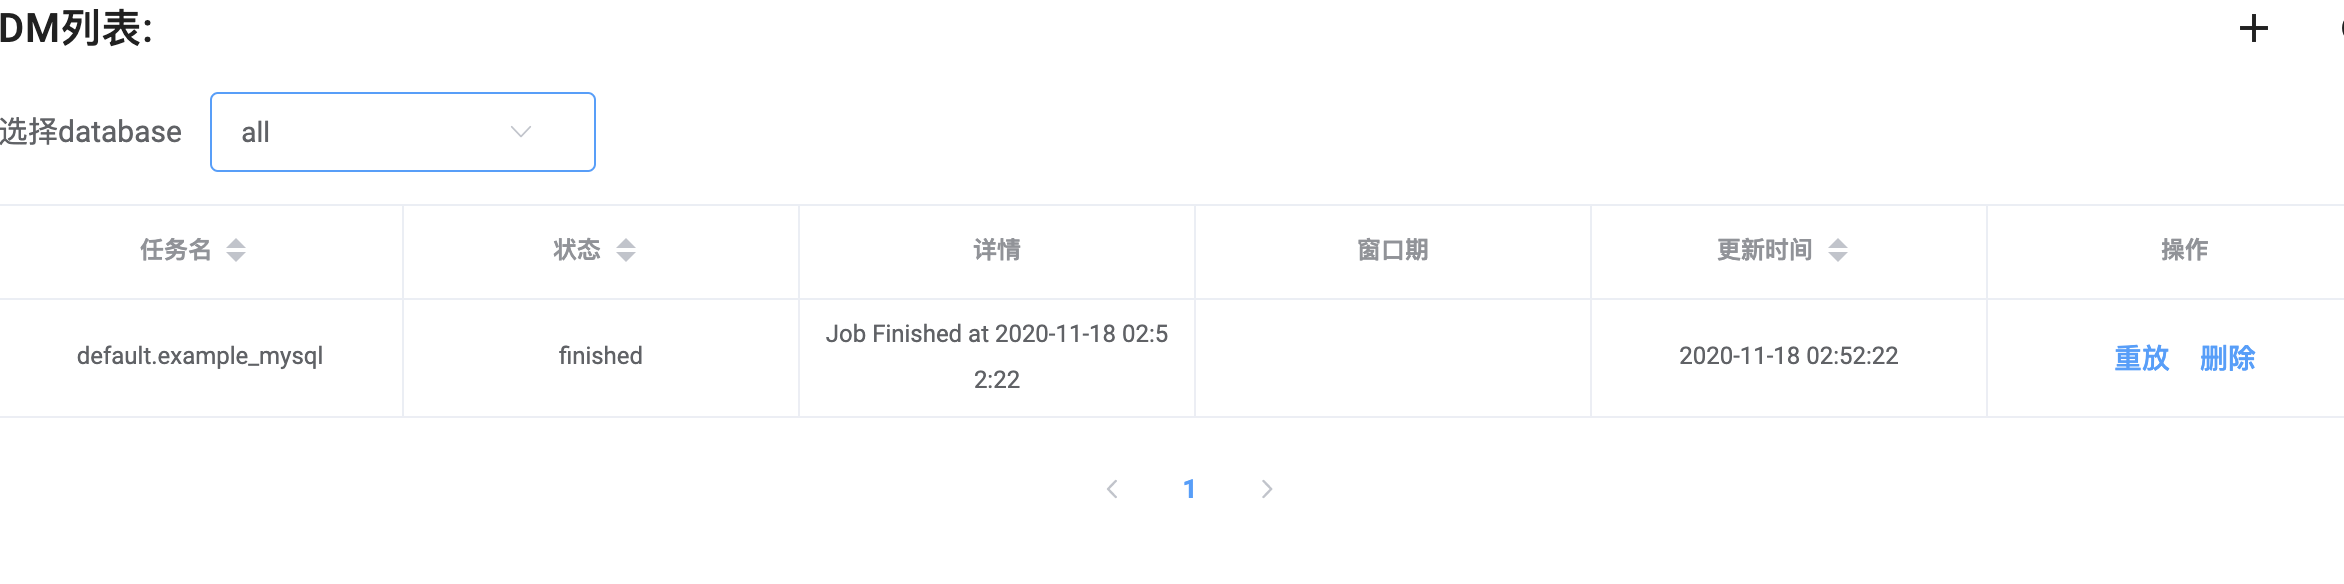 DM列表:
选择database
all
任务名
状态
详情
窗口期
更新时间
操作
default.example_mysql
finished
Job Finished at 2020-11-18 02:5
2:22
2020-11-18 02:52:22
重放 删除
1